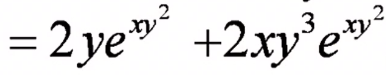 = 2ye^{xy^2} + 2xy^3e^{xy^2}